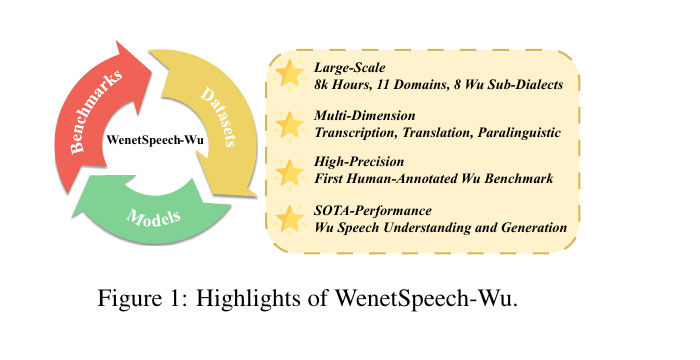 Benchmarks
Datasets
WenetSpeech-Wu
Models
Large-Scale
8k Hours, 11 Domains, 8 Wu Sub-Dialects
Multi-Dimension
Transcription, Translation, Paralinguistic
High-Precision
First Human-Annotated Wu Benchmark
SOTA-Performance
Wu Speech Understanding and Generation
Figure 1: Highlights of WenetSpeech-Wu.